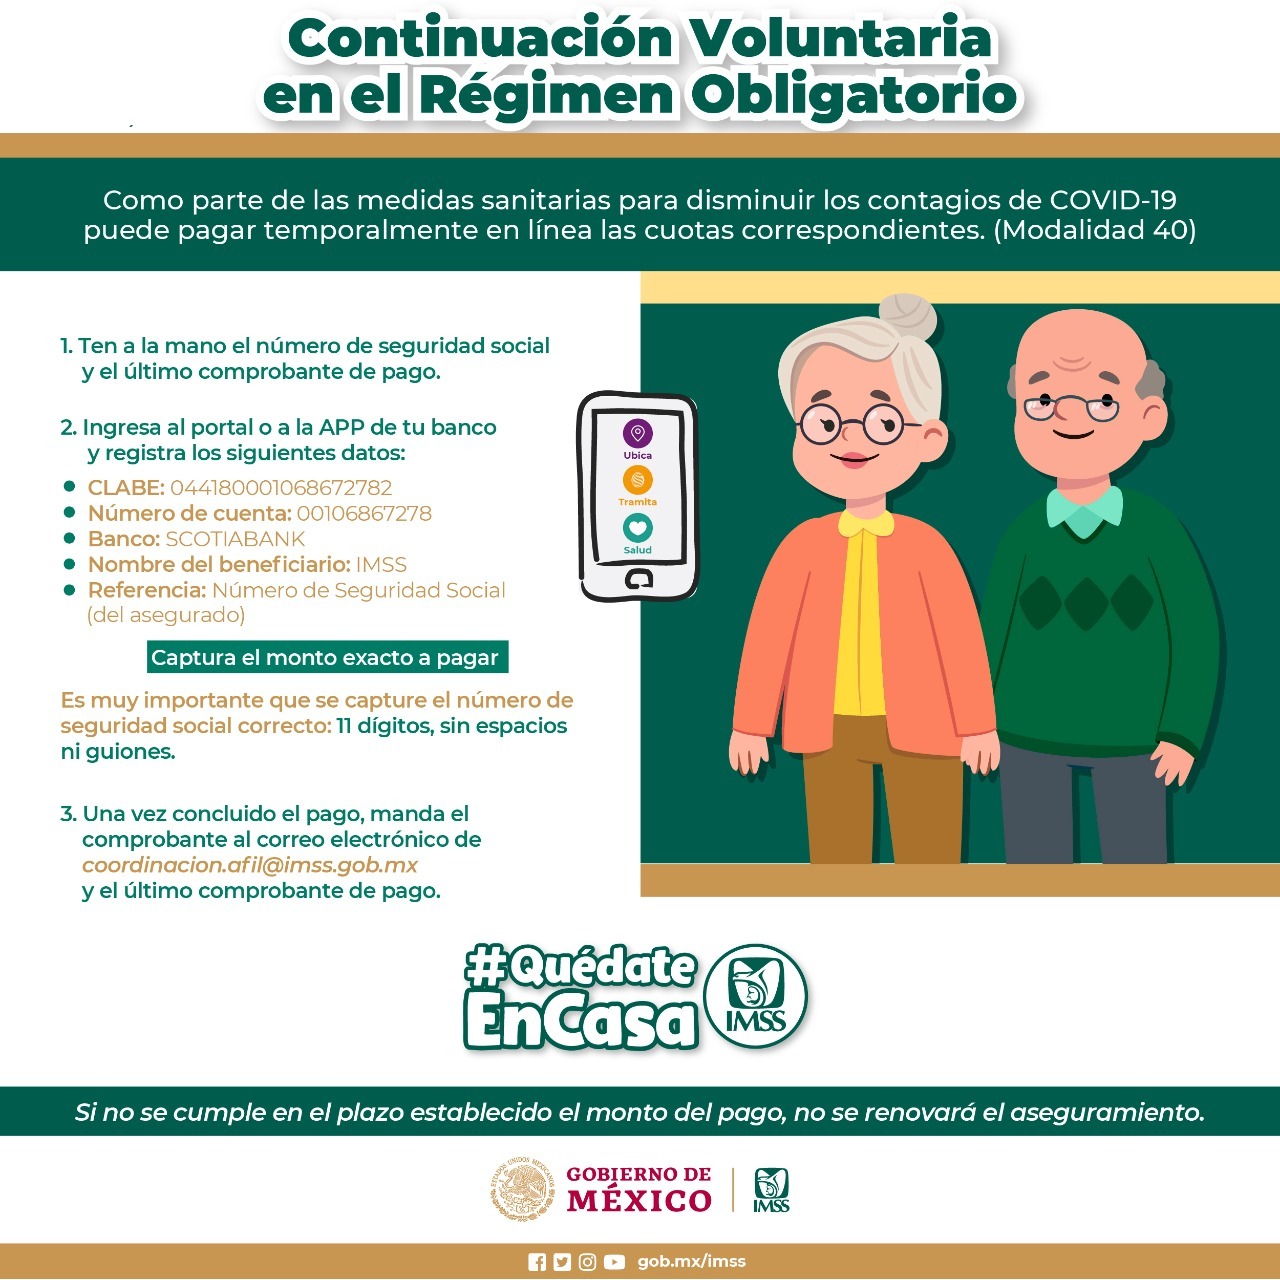 Continuación Voluntaria
en el Régimen Obligatorio
Como parte de las medidas sanitarias para disminuir los contagios de COVID-19
puede pagar temporalmente en línea las cuotas correspondientes. (Modalidad 40)
1. Ten a la mano el número de seguridad social
y el último comprobante de pago.
2. Ingresa al portal o a la APP de tu banco
y registra los siguientes datos:
CLABE: 044180001068672782
Número de cuenta: 00106867278
Banco: SCOTIABANK
Nombre del beneficiario: IMSS
Referencia: Número de Seguridad Social
(del asegurado)
Captura el monto exacto a pagar
Es muy importante que se capture el número de
seguridad social correcto: 11 dígitos, sin espacios
ni guiones.
3. Una vez concluido el pago, manda el
comprobante al correo electrónico de
coordinacion.afil@imss.gob.mx
y el último comprobante de pago.
Ubica
Tramita
Salud
#Quédate
EnCasa
IMSS
Si no se cumple en el plazo establecido el monto del pago, no se renovará el aseguramiento.
ESTADOS UNIDOS MEXICANOS
GOBIERNO DE
MÉXICO
IMSS
gob.mx/imss